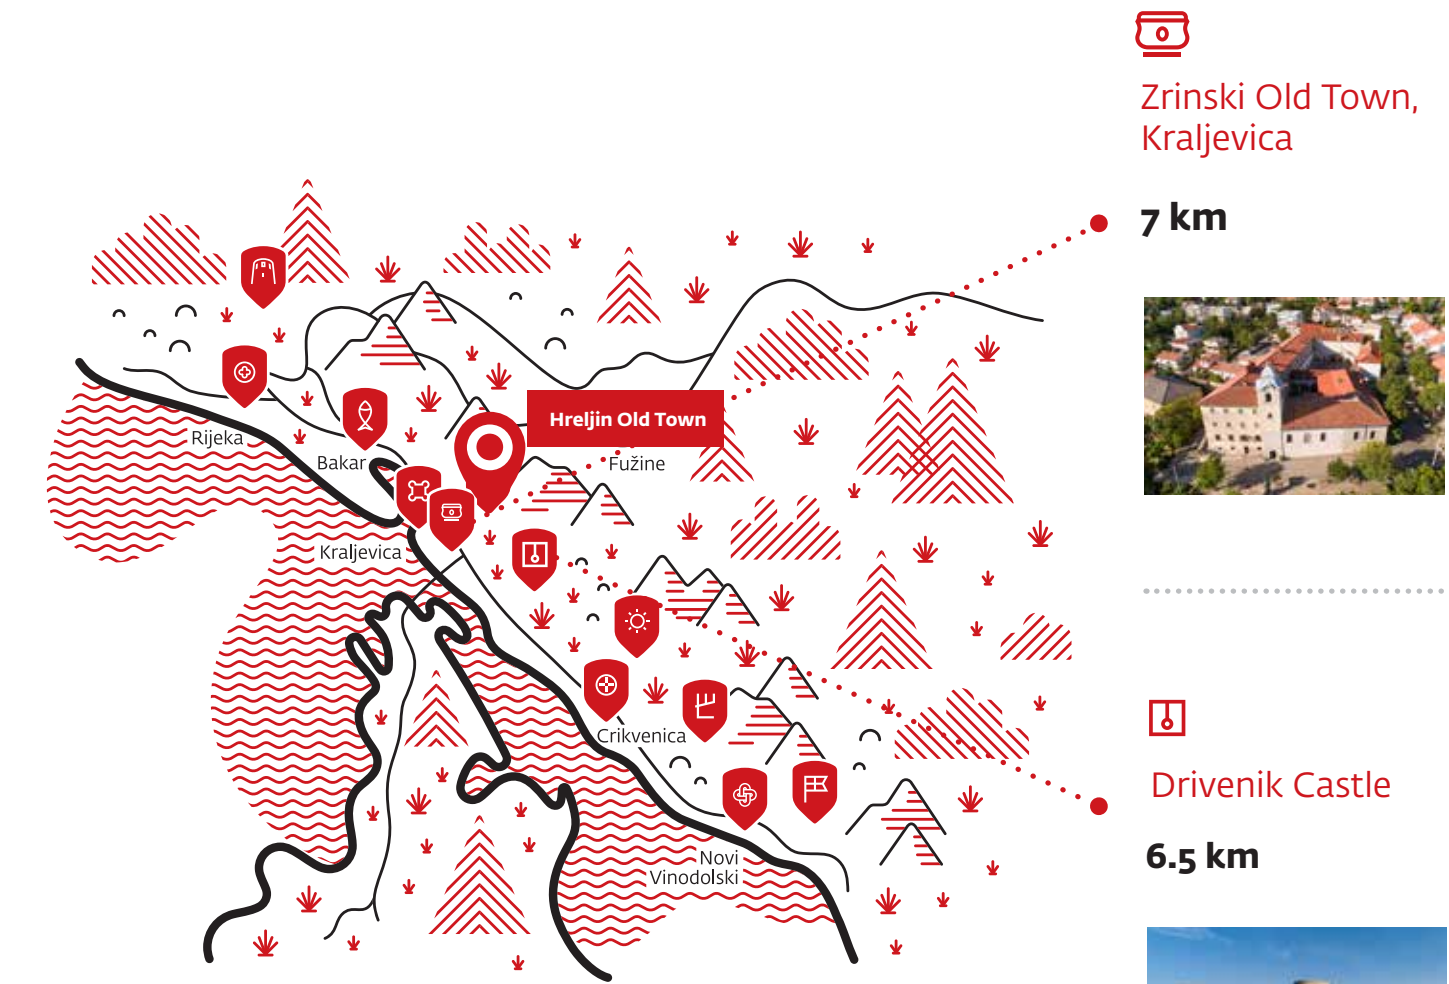 Zrinski Old Town,
Kraljevica
7 km
Hreljin Old Town
Rijeka
Bakar
Fužine
Kraljevica
Crikvenica
Novi
Vinodolski
Drivenik Castle
6.5 km